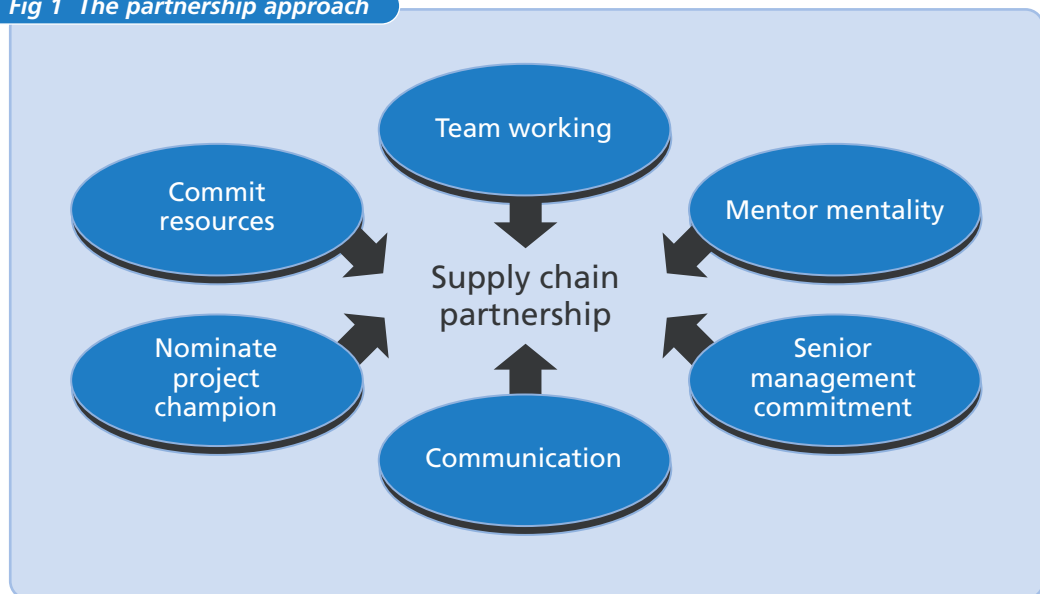 Fig 1 The partnership approach
Team working
Commit
resources
Mentor mentality
Supply chain
partnership
Nominate
project
champion
Senior
management
commitment
Communication